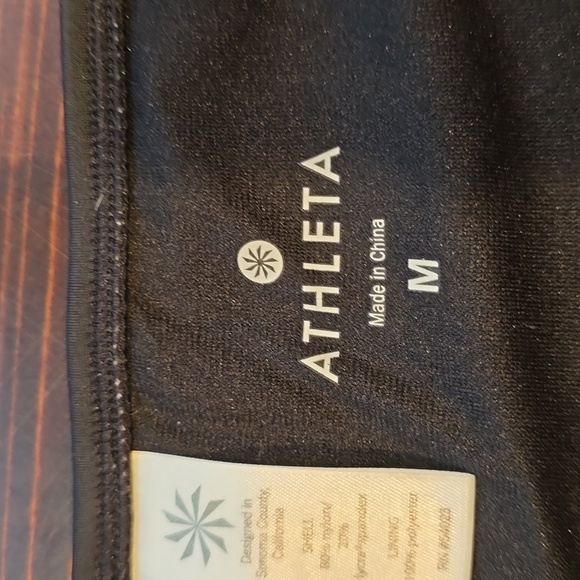 ATHLETA
Made in China
M
Designed in
Sonoma County,
California
SHELL
80% nylon/
20%
lycra®spandex
LINING
100% polyester
RN #54023